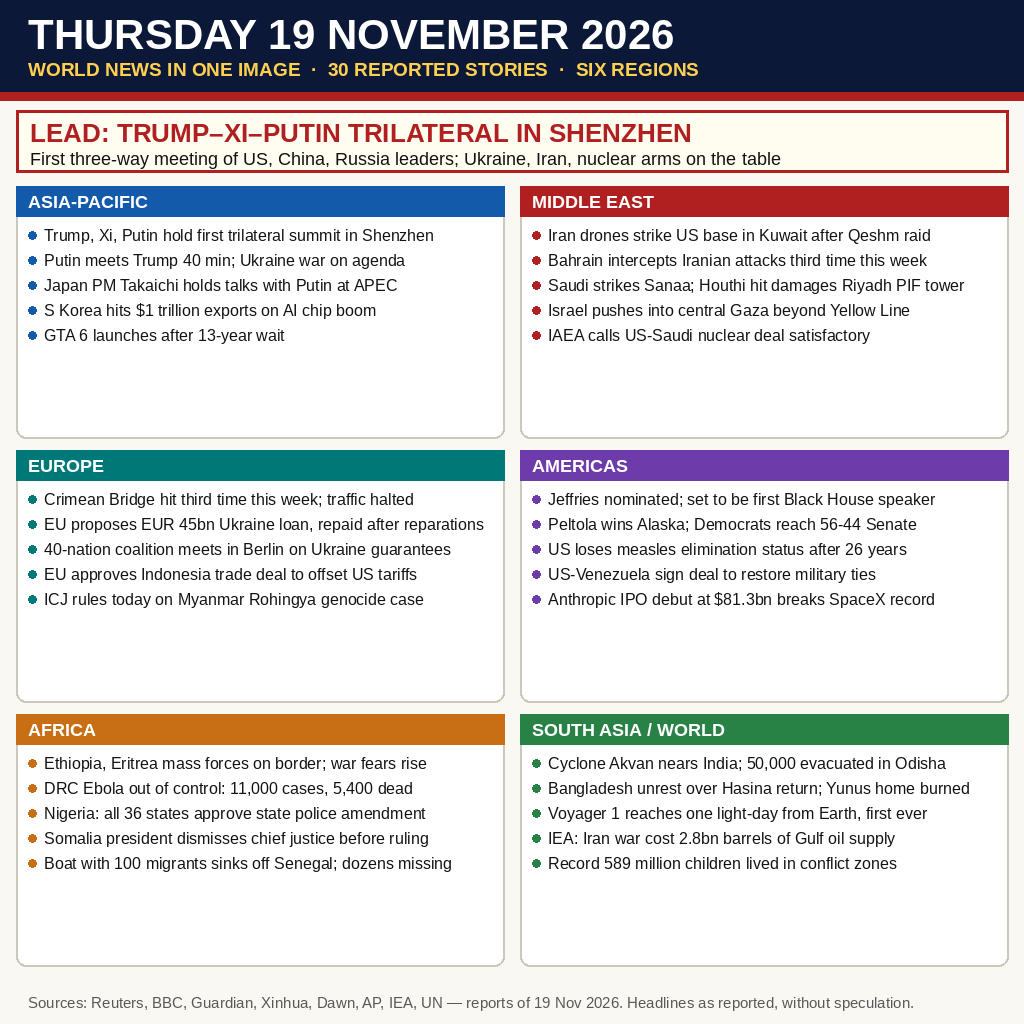 THURSDAY 19 NOVEMBER 2026
WORLD NEWS IN ONE IMAGE · 30 REPORTED STORIES · SIX REGIONS
LEAD: TRUMP–XI–PUTIN TRILATERAL IN SHENZHEN
First three-way meeting of US, China, Russia leaders; Ukraine, Iran, nuclear arms on the table
ASIA-PACIFIC
Trump, Xi, Putin hold first trilateral summit in Shenzhen
Putin meets Trump 40 min; Ukraine war on agenda
Japan PM Takaichi holds talks with Putin at APEC
S Korea hits $1 trillion exports on AI chip boom
GTA 6 launches after 13-year wait
MIDDLE EAST
Iran drones strike US base in Kuwait after Qeshm raid
Bahrain intercepts Iranian attacks third time this week
Saudi strikes Sanaa; Houthi hit damages Riyadh PIF tower
Israel pushes into central Gaza beyond Yellow Line
IAEA calls US-Saudi nuclear deal satisfactory
EUROPE
Crimean Bridge hit third time this week; traffic halted
EU proposes EUR 45bn Ukraine loan, repaid after reparations
40-nation coalition meets in Berlin on Ukraine guarantees
EU approves Indonesia trade deal to offset US tariffs
ICJ rules today on Myanmar Rohingya genocide case
AMERICAS
Jeffries nominated; set to be first Black House speaker
Peltola wins Alaska; Democrats reach 56-44 Senate
US loses measles elimination status after 26 years
US-Venezuela sign deal to restore military ties
Anthropic IPO debut at $81.3bn breaks SpaceX record
AFRICA
Ethiopia, Eritrea mass forces on border; war fears rise
DRC Ebola out of control: 11,000 cases, 5,400 dead
Nigeria: all 36 states approve state police amendment
Somalia president dismisses chief justice before ruling
Boat with 100 migrants sinks off Senegal; dozens missing
SOUTH ASIA / WORLD
Cyclone Akvan nears India; 50,000 evacuated in Odisha
Bangladesh unrest over Hasina return; Yunus home burned
Voyager 1 reaches one light-day from Earth, first ever
IEA: Iran war cost 2.8bn barrels of Gulf oil supply
Record 589 million children lived in conflict zones
Sources: Reuters, BBC, Guardian, Xinhua, Dawn, AP, IEA, UN — reports of 19 Nov 2026. Headlines as reported, without speculation.